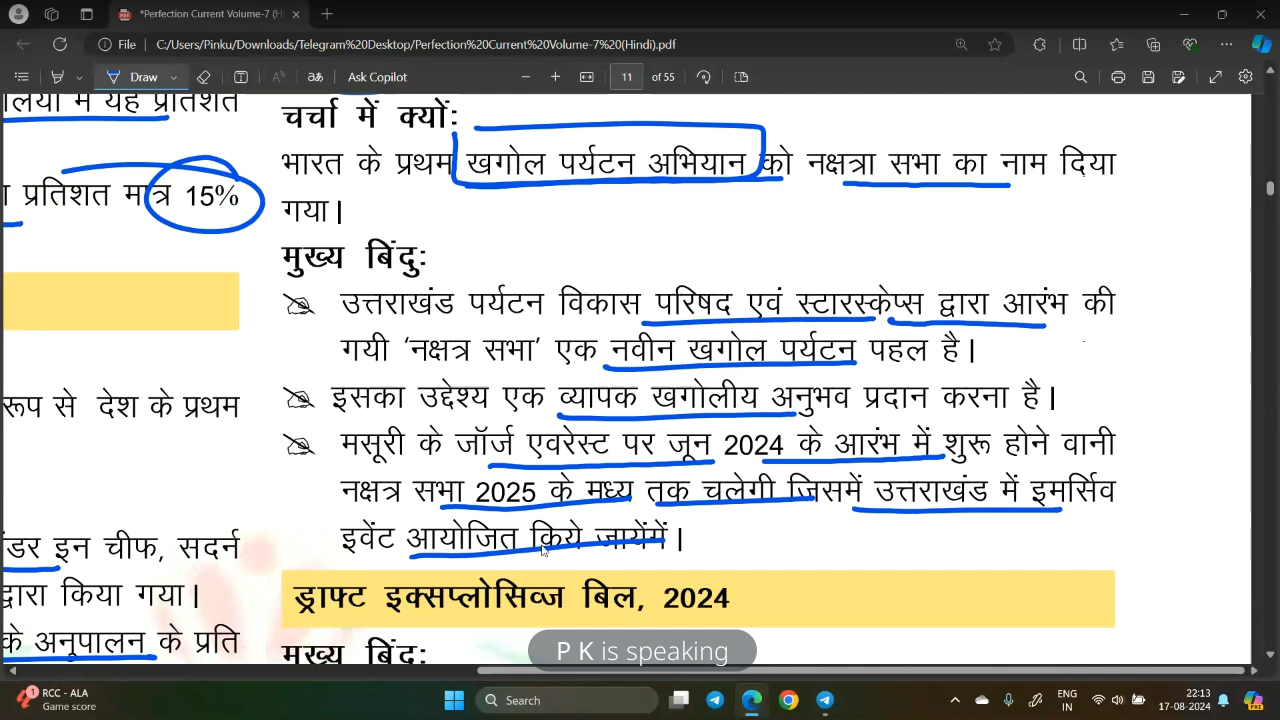 *Perfection Current Volume-7 (H
File C:/Users/Pinku/Downloads/Telegram%20Desktop/Perfection%20Current%20Volume-7%20(Hindi).pdf
Draw Ask Copilot 11 of 55
लियों में यह प्रतिशत
प्रतिशत मात्र 15%
रूप से देश के प्रथम
इन चीफ, सदर्न
द्वारा किया गया।
के अनुपालन के प्रति
चर्चा में क्यों:
भारत के प्रथम खगोल पर्यटन अभियान को नक्षत्रा सभा का नाम दिया
गया।
मुख्य बिंदु:
उत्तराखंड पर्यटन विकास परिषद एवं स्टारस्केप्स द्वारा आरंभ की
गयी 'नक्षत्र सभा' एक नवीन खगोल पर्यटन पहल है।
इसका उद्देश्य एक व्यापक खगोलीय अनुभव प्रदान करना है।
मसूरी के जॉर्ज एवरेस्ट पर जून 2024 के आरंभ में शुरू होने वानी
नक्षत्र सभा 2025 के मध्य तक चलेगी जिसमें उत्तराखंड में इमर्सिव
इवेंट आयोजित किये जायेंगें।
ड्राफ्ट इक्सप्लोसिव्ज बिल, 2024
मुख्य बिंदु:
P K is speaking
RCC - ALA
Game score
Search
ENG
IN
22:13
17-08-2024